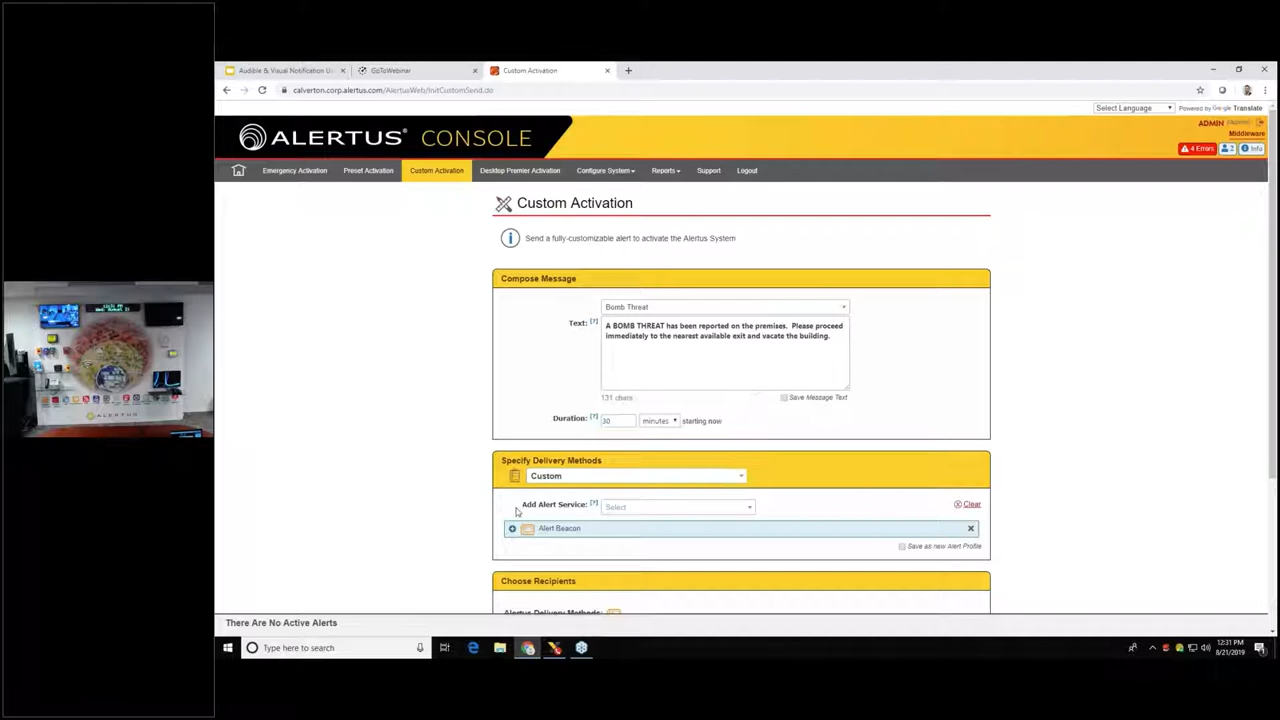 Audible & Visual Notification Us
GoToWebinar
Custom Activation
calverton.corp.alertus.com/AlertusWeb/InitCustomSend.do
Select Language
Powered by Google Translate
ALERTUS® CONSOLE
ADMIN
Middleware
4 Errors
2
Info
Emergency Activation
Preset Activation
Custom Activation
Desktop Premier Activation
Configure System
Reports
Support
Logout
Custom Activation
Send a fully-customizable alert to activate the Alertus System
Compose Message
Bomb Threat
Text: [?]
A BOMB THREAT has been reported on the premises. Please proceed
immediately to the nearest available exit and vacate the building.
131 chars
Save Message Text
Duration: [?] 30 minutes starting now
Specify Delivery Methods
Custom
Add Alert Service: [?] Select
Clear
Alert Beacon
Save as new Alert Profile
Choose Recipients
Alertus Delivery Methods:
There Are No Active Alerts
Type here to search
12:31 PM
8/21/2019
ALERTUS